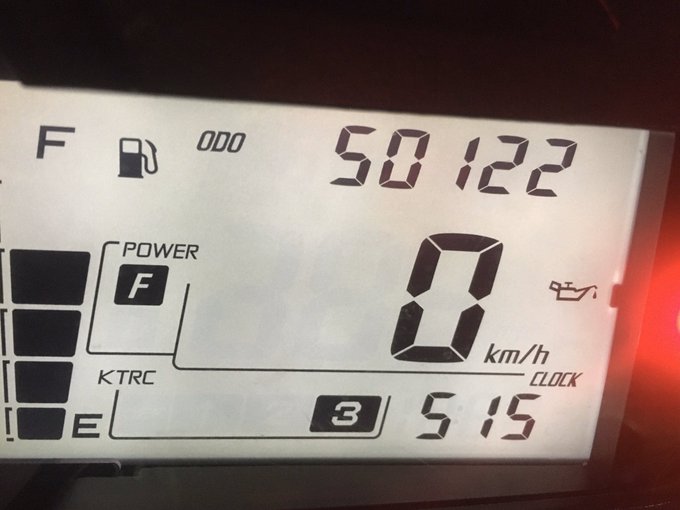 F ODO 50122
POWER
F
0 km/h
KTRC
CLOCK
E 3 515